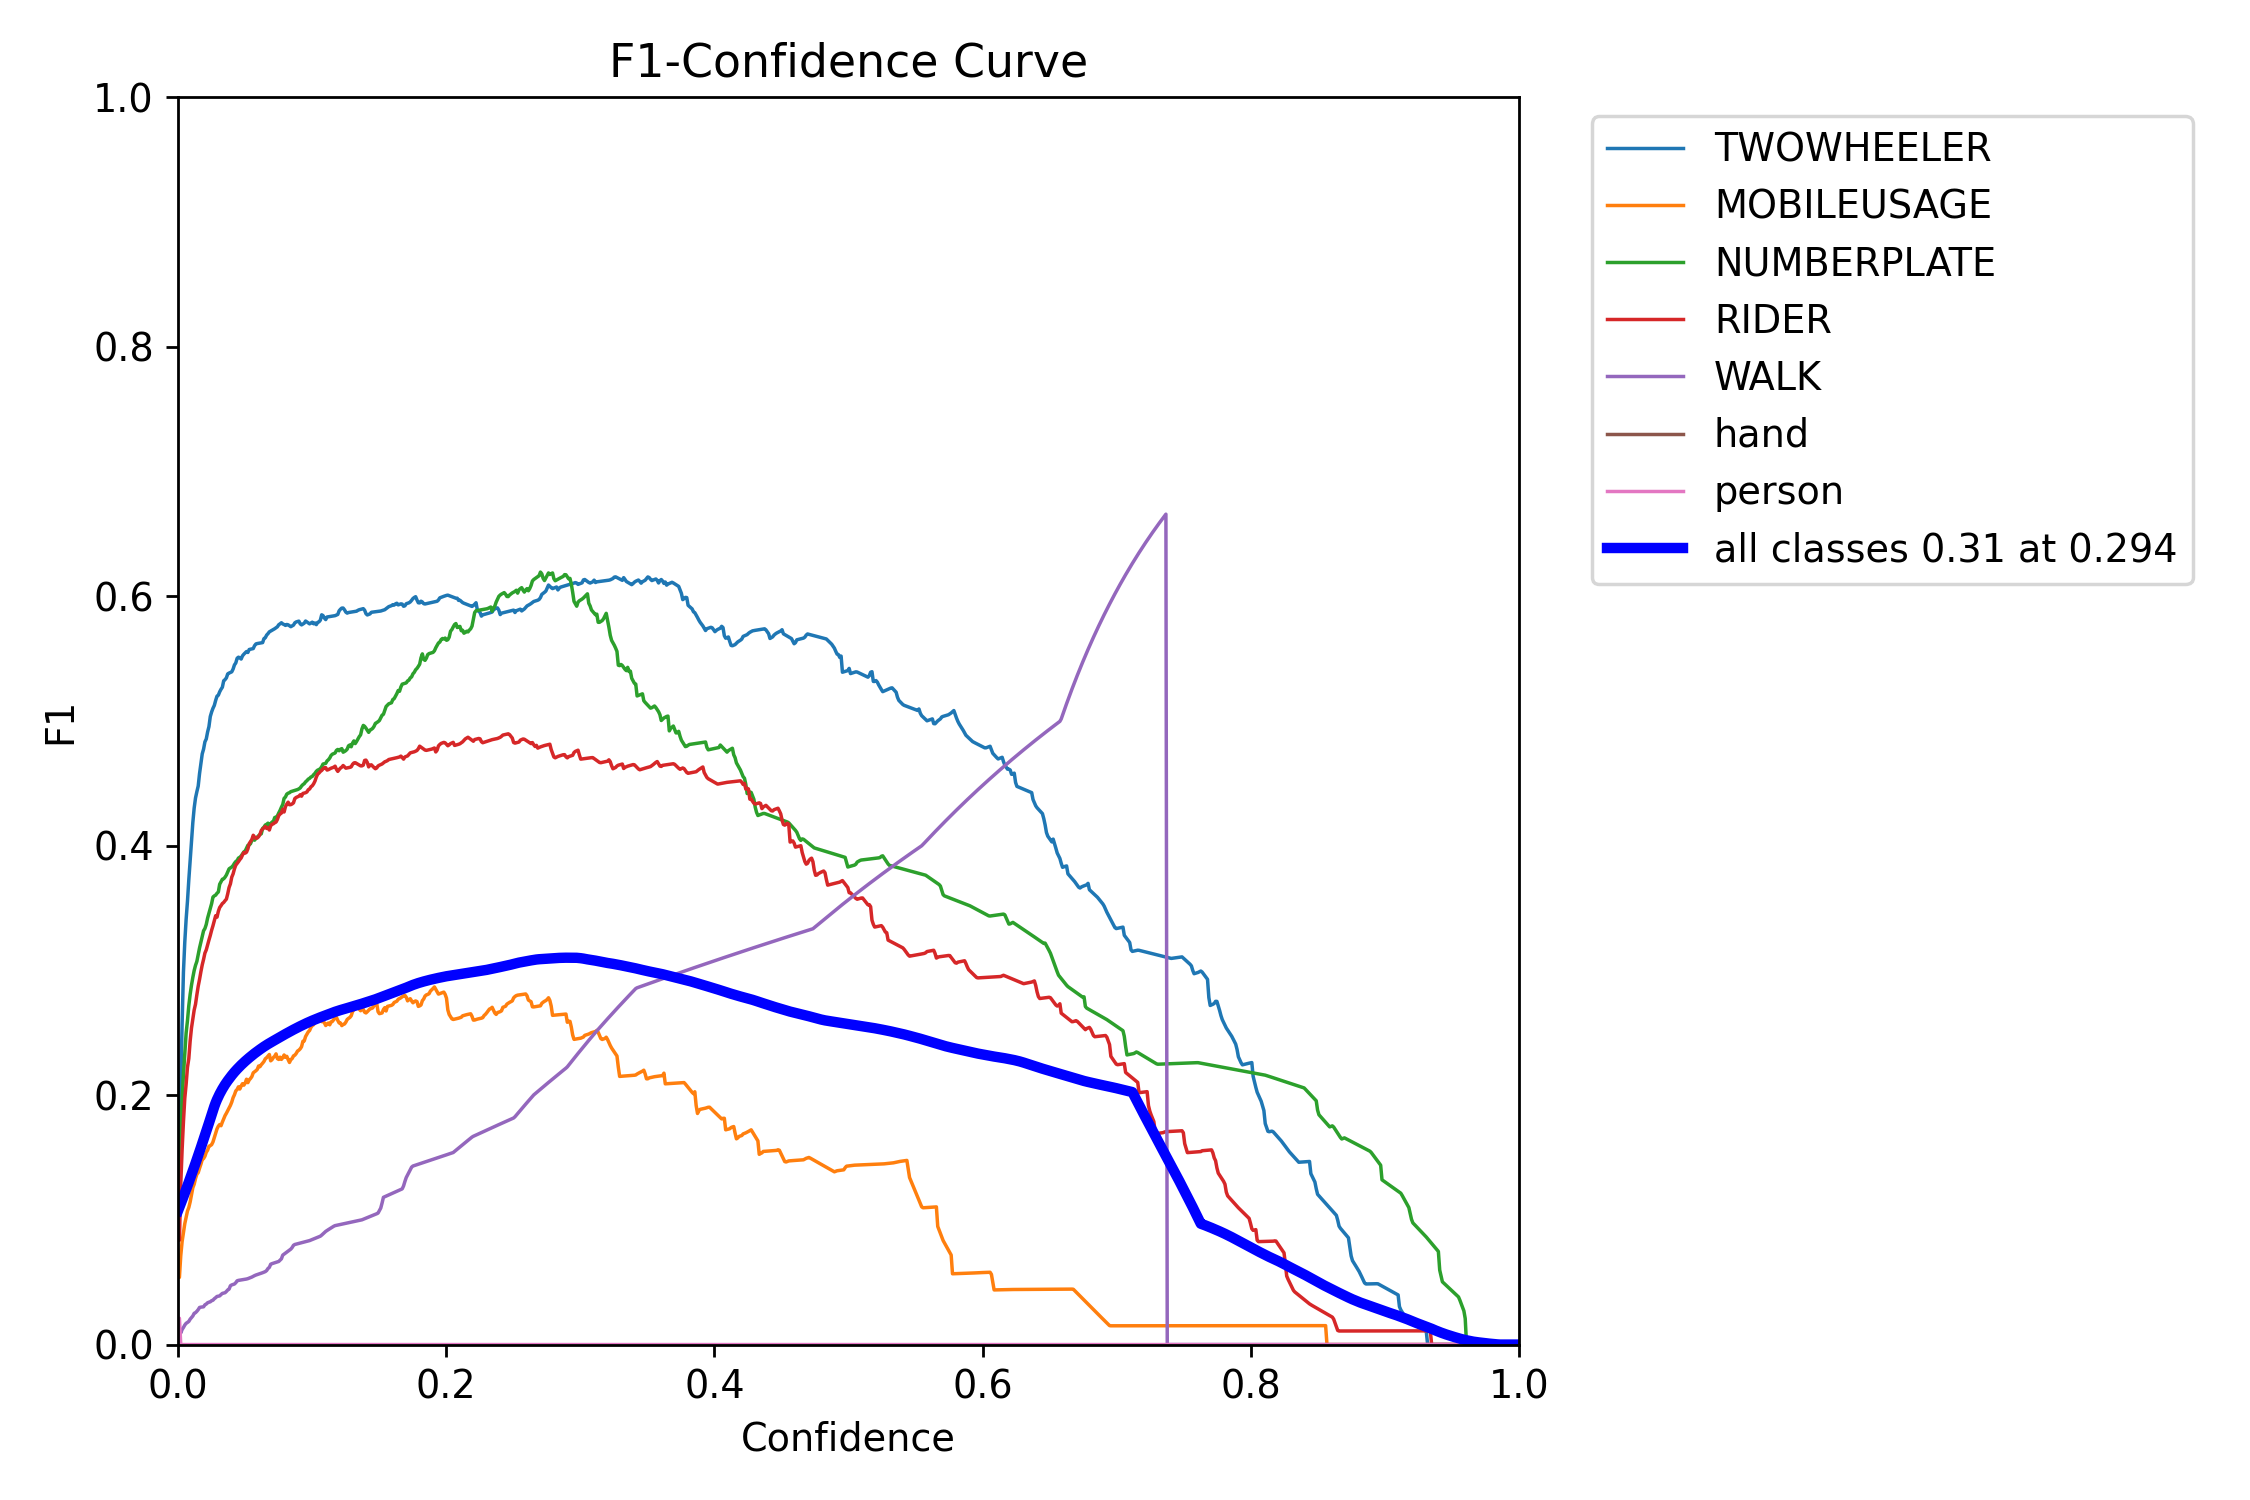 F1-Confidence Curve
1.0
0.8
0.6
0.4
0.2
0.0
F1
0.0 0.2 0.4 0.6 0.8 1.0
Confidence
TWOWHEELER
MOBILEUSAGE
NUMBERPLATE
RIDER
WALK
hand
person
all classes 0.31 at 0.294